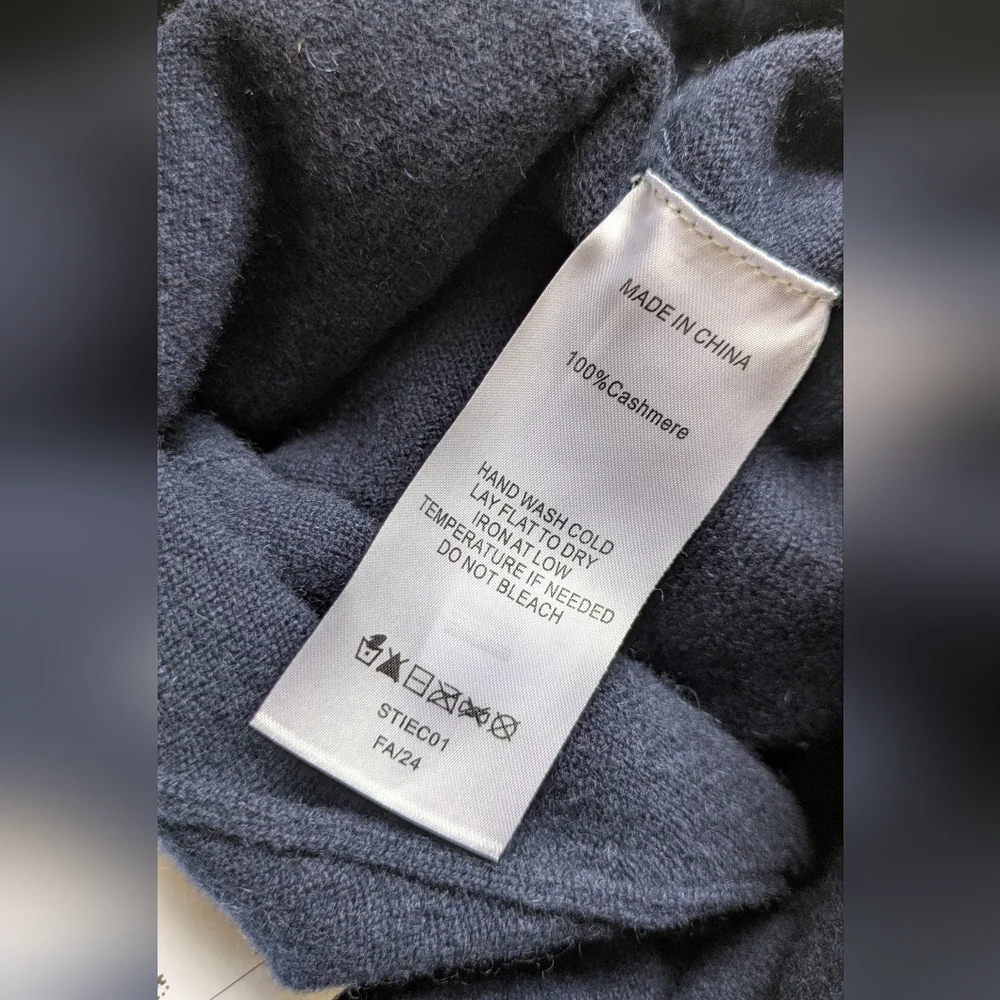 MADE IN CHINA
100%Cashmere
HAND WASH COLD
LAY FLAT TO DRY
IRON AT LOW
TEMPERATURE IF NEEDED
DO NOT BLEACH
STIEC01
FA/24